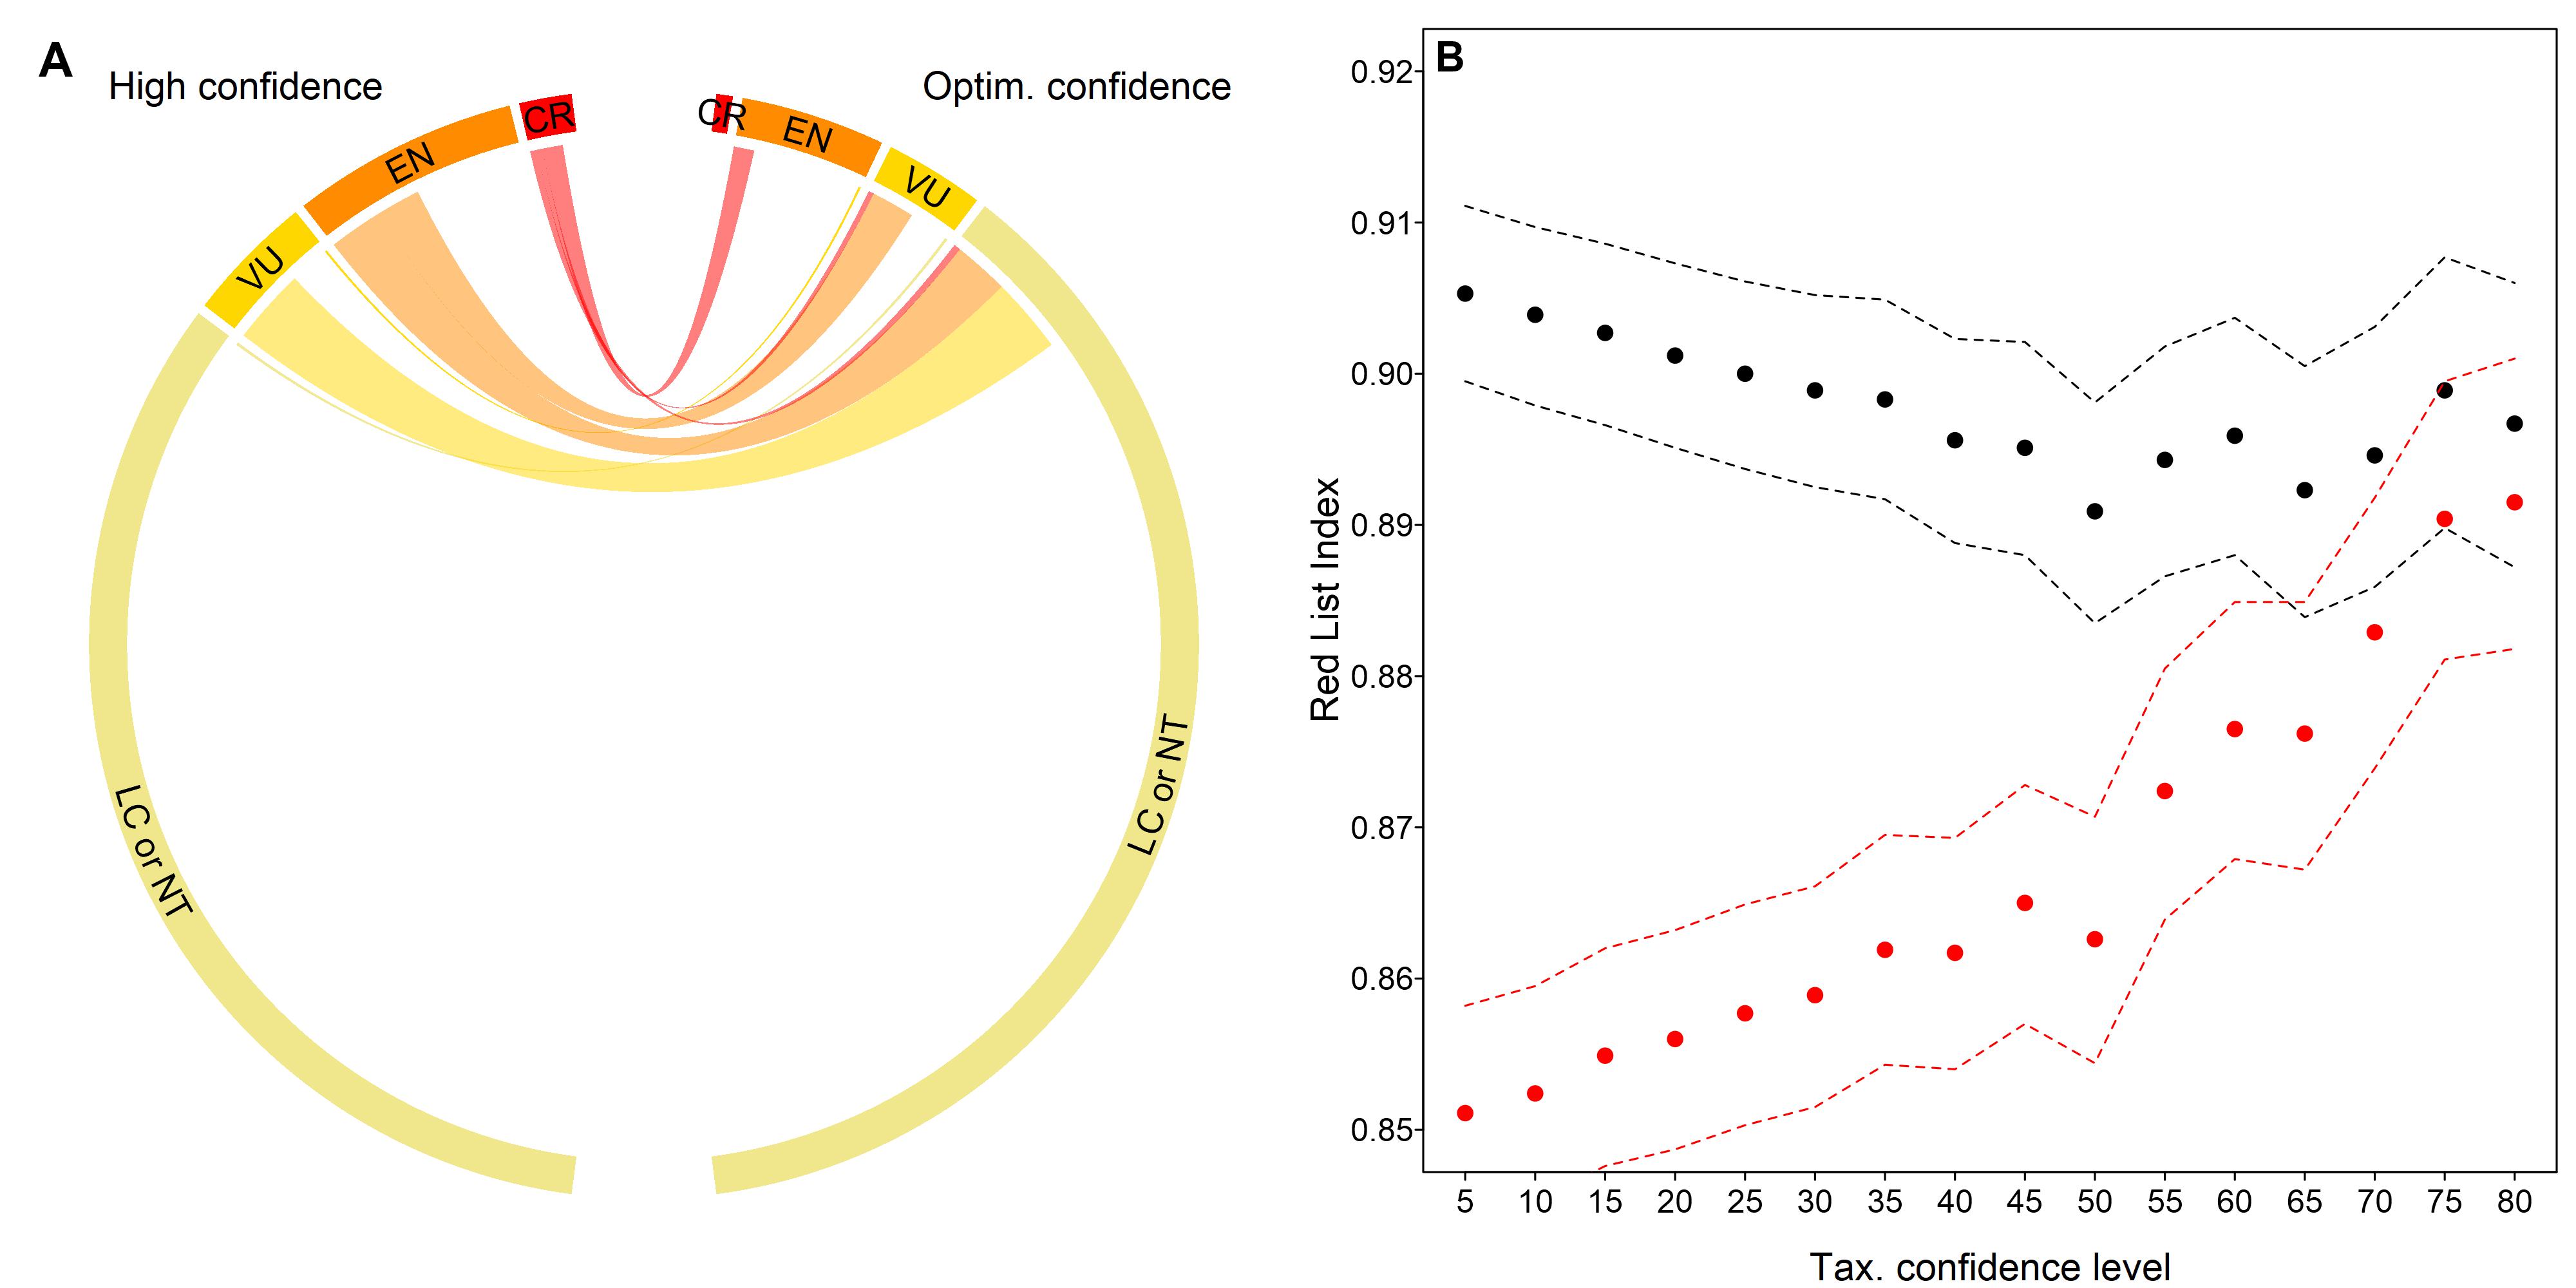 A
High confidence
Optim. confidence
CR
CR
EN
EN
VU
VU
LC or NT
LC or NT
B
0.92
0.91
0.90
0.89
0.88
0.87
0.86
0.85
Red List Index
5 10 15 20 25 30 35 40 45 50 55 60 65 70 75 80
Tax. confidence level